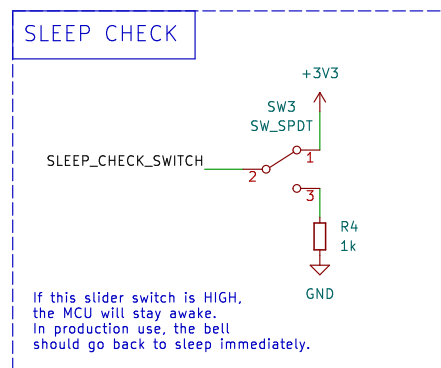 SLEEP CHECK
+3V3
SW3
SW_SPDT
SLEEP_CHECK_SWITCH
1
2
3
R4
1k
GND
If this slider switch is HIGH,
the MCU will stay awake.
In production use, the bell
should go back to sleep immediately.